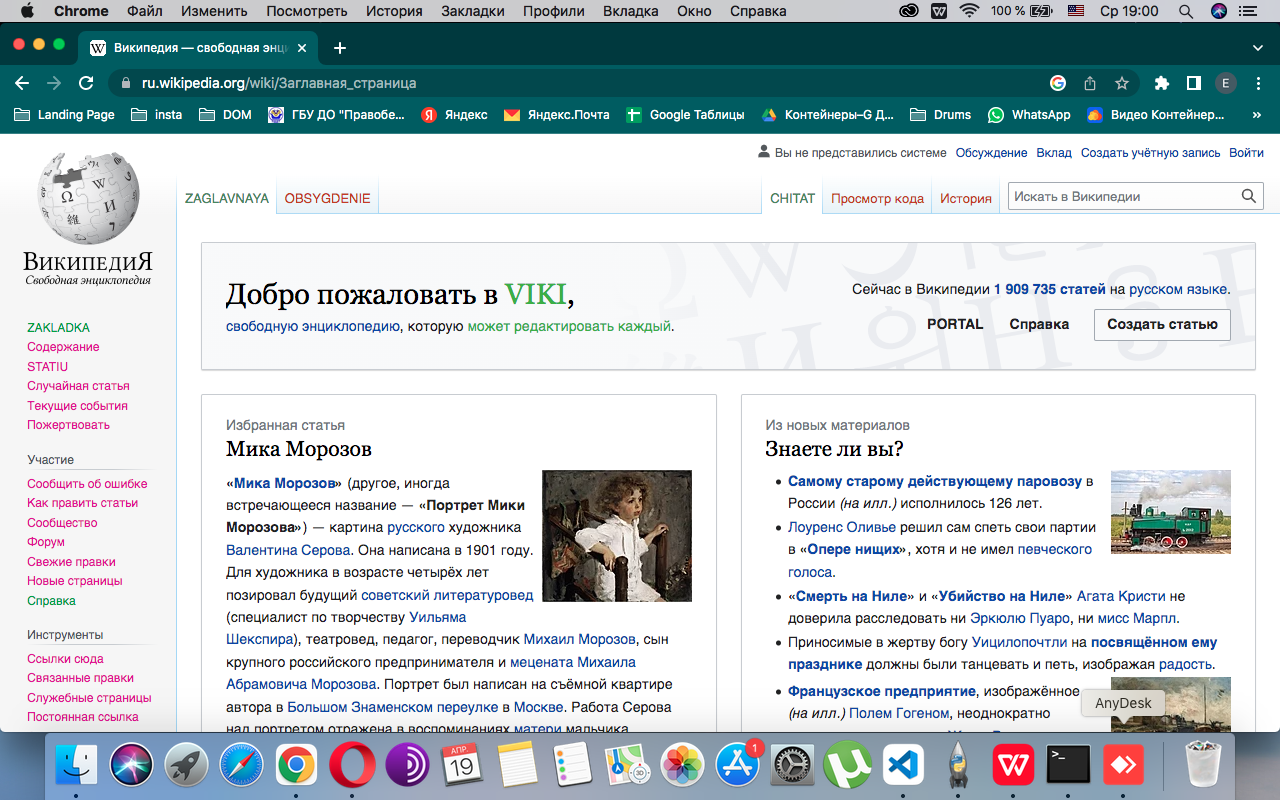 Chrome Файл Изменить Посмотреть История Закладки Профили Вкладка Окно Справка 100 % Ср 19:00
Википедия — свободная энци
ru.wikipedia.org/wiki/Заглавная_страница E
Landing Page insta DOM ГБУ ДО "Правобе... Яндекс Яндекс.Почта Google Таблицы Контейнеры–G Д... Drums WhatsApp Видео Контейнер... »
Вы не представились системе Обсуждение Вклад Создать учётную запись Войти
ZAGLAVNAYA OBSYGDENIE CHITAT Просмотр кода История Искать в Википедии
ВИКИПЕДИЯ
Свободная энциклопедия
ZAKLADKA
Содержание
STATIU
Случайная статья
Текущие события
Пожертвовать
Участие
Сообщить об ошибке
Как править статьи
Сообщество
Форум
Свежие правки
Новые страницы
Справка
Инструменты
Ссылки сюда
Связанные правки
Служебные страницы
Постоянная ссылка
Добро пожаловать в VIKI,
свободную энциклопедию, которую может редактировать каждый.
Сейчас в Википедии 1 909 735 статей на русском языке.
PORTAL Справка Создать статью
Избранная статья
Мика Морозов
«Мика Морозов» (другое, иногда
встречающееся название — «Портрет Мики
Морозова») — картина русского художника
Валентина Серова. Она написана в 1901 году.
Для художника в возрасте четырёх лет
позировал будущий советский литературовед
(специалист по творчеству Уильяма
Шекспира), театровед, педагог, переводчик Михаил Морозов, сын
крупного российского предпринимателя и мецената Михаила
Абрамовича Морозова. Портрет был написан на съёмной квартире
автора в Большом Знаменском переулке в Москве. Работа Серова
над портретом отражена в воспоминаниях матери мальчика
Из новых материалов
Знаете ли вы?
Самому старому действующему паровозу в
России (на илл.) исполнилось 126 лет.
Лоуренс Оливье решил сам спеть свои партии
в «Опере нищих», хотя и не имел певческого
голоса.
«Смерть на Ниле» и «Убийство на Ниле» Агата Кристи не
доверила расследовать ни Эркюлю Пуаро, ни мисс Марпл.
Приносимые в жертву богу Уицилопочтли на посвящённом ему
празднике должны были танцевать и петь, изображая радость.
Французское предприятие, изображённое
(на илл.) Полем Гогеном, неоднократно
AnyDesk
АПР.
19
1